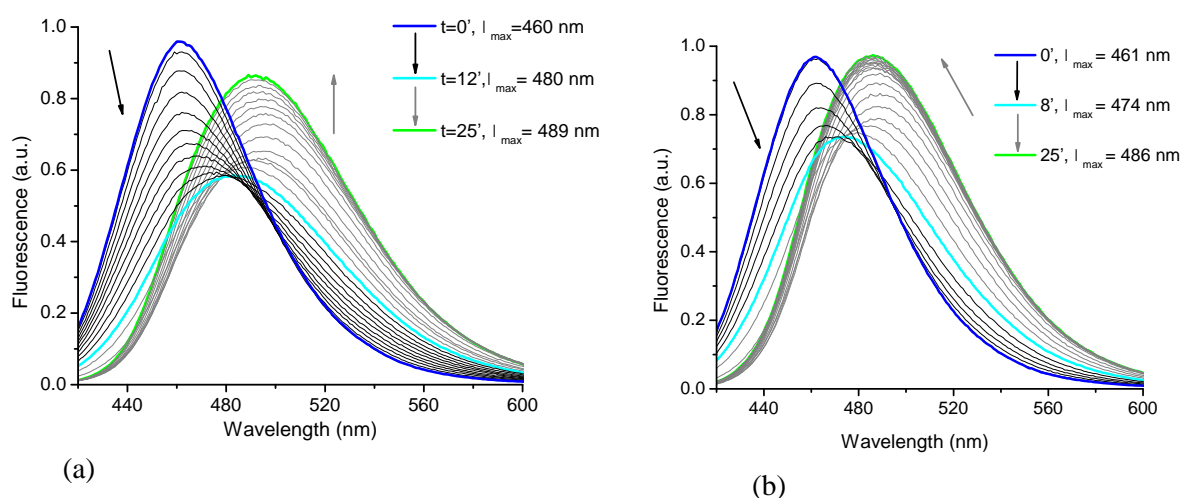 t=0', l max=460 nm
t=12', l max= 480 nm
t=25', l max= 489 nm
Fluorescence (a.u.)
1.0
0.8
0.6
0.4
0.2
0.0
440 480 520 560 600
Wavelength (nm)
(a)
0', l max= 461 nm
8', l max= 474 nm
25', l max= 486 nm
Fluorescence (a.u.)
1.0
0.8
0.6
0.4
0.2
0.0
440 480 520 560 600
Wavelength (nm)
(b)